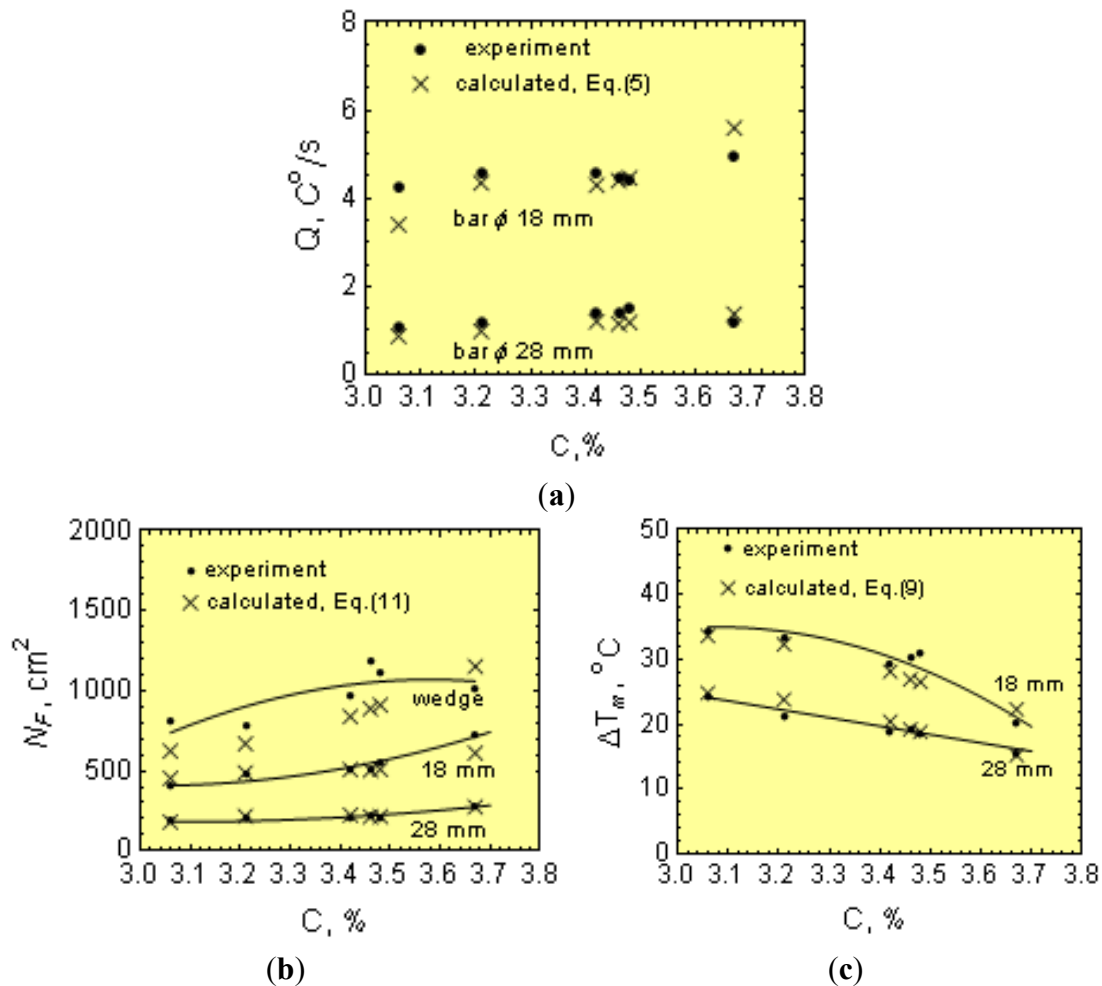 8
experiment
calculated, Eq.(5)
6
Q, C°/s
4
bar ϕ 18 mm
2
bar ϕ 28 mm
0
3.0 3.1 3.2 3.3 3.4 3.5 3.6 3.7 3.8
C,%
(a)
2000
experiment
calculated, Eq.(11)
1500
N_F, cm²
1000
wedge
500
18 mm
28 mm
0
3.0 3.1 3.2 3.3 3.4 3.5 3.6 3.7 3.8
C, %
(b)
50
experiment
40
calculated, Eq.(9)
ΔT_m, °C
30
18 mm
20
28 mm
10
0
3.0 3.1 3.2 3.3 3.4 3.5 3.6 3.7 3.8
C, %
(c)